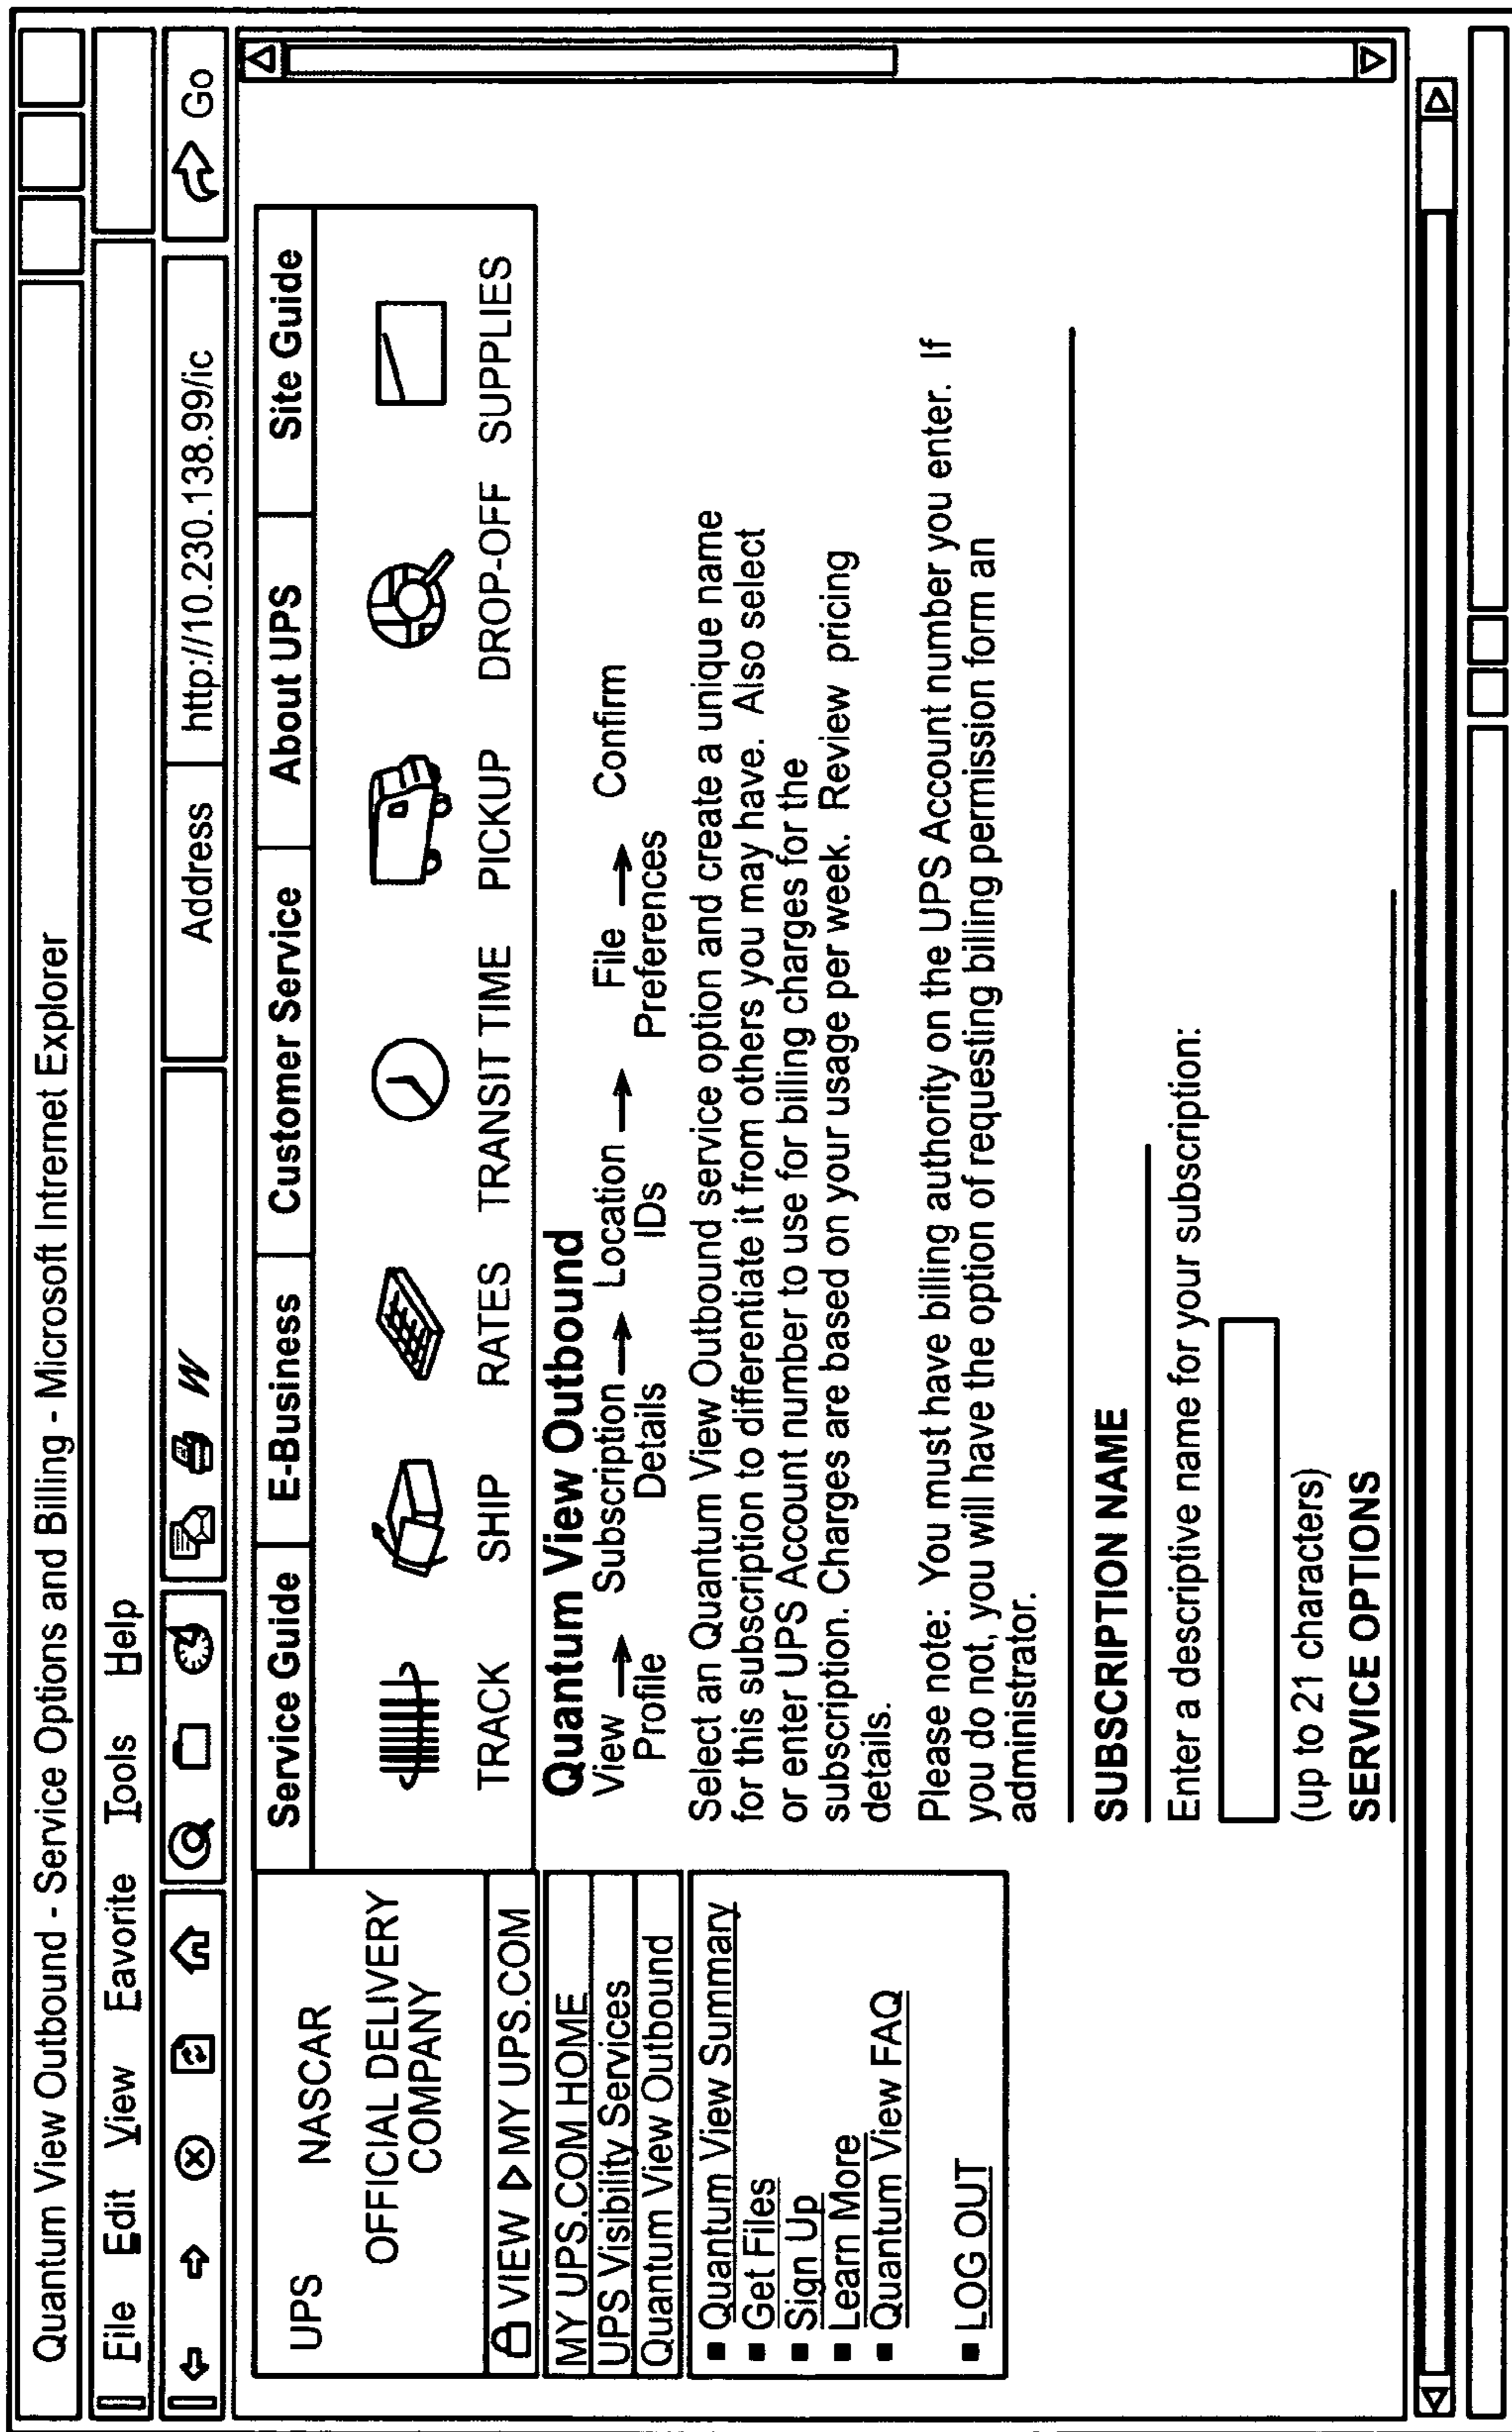 Quantum View Outbound - Service Options and Billing - Microsoft Intrernet Explorer
File Edit View Eavorite Tools Help
W Address http://10.230.138.99/ic Go
UPS NASCAR
OFFICIAL DELIVERY
COMPANY
VIEW MY UPS.COM
MY UPS.COM HOME
UPS Visibility Services
Quantum View Outbound
Quantum View Summary
Get Files
Sign Up
Learn More
Quantum View FAQ
LOG OUT
Service Guide E-Business Customer Service About UPS Site Guide
TRACK SHIP RATES TRANSIT TIME PICKUP DROP-OFF SUPPLIES
Quantum View Outbound
View → Subscription → Location → File → Confirm
Profile Details IDs Preferences
Select an Quantum View Outbound service option and create a unique name
for this subscription to differentiate it from others you may have. Also select
or enter UPS Account number to use for billing charges for the
subscription. Charges are based on your usage per week. Review pricing
details.
Please note: You must have billing authority on the UPS Account number you enter. If
you do not, you will have the option of requesting billing permission form an
administrator.
SUBSCRIPTION NAME
Enter a descriptive name for your subscription:
(up to 21 characters)
SERVICE OPTIONS